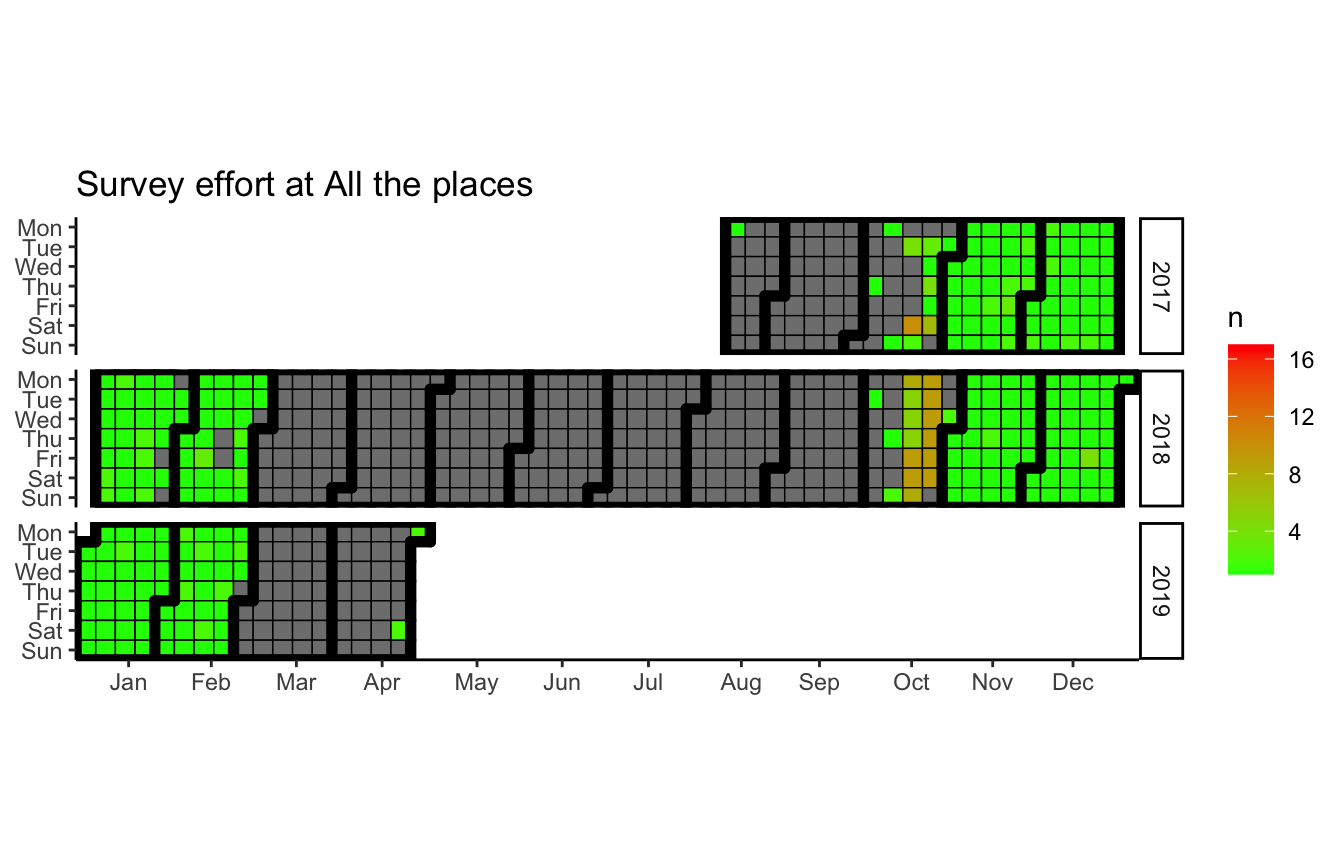 Survey effort at All the places
Mon
Tue
Wed
Thu
Fri
Sat
Sun
2017
Mon
Tue
Wed
Thu
Fri
Sat
Sun
2018
Mon
Tue
Wed
Thu
Fri
Sat
Sun
2019
Jan Feb Mar Apr May Jun Jul Aug Sep Oct Nov Dec
n
16
12
8
4